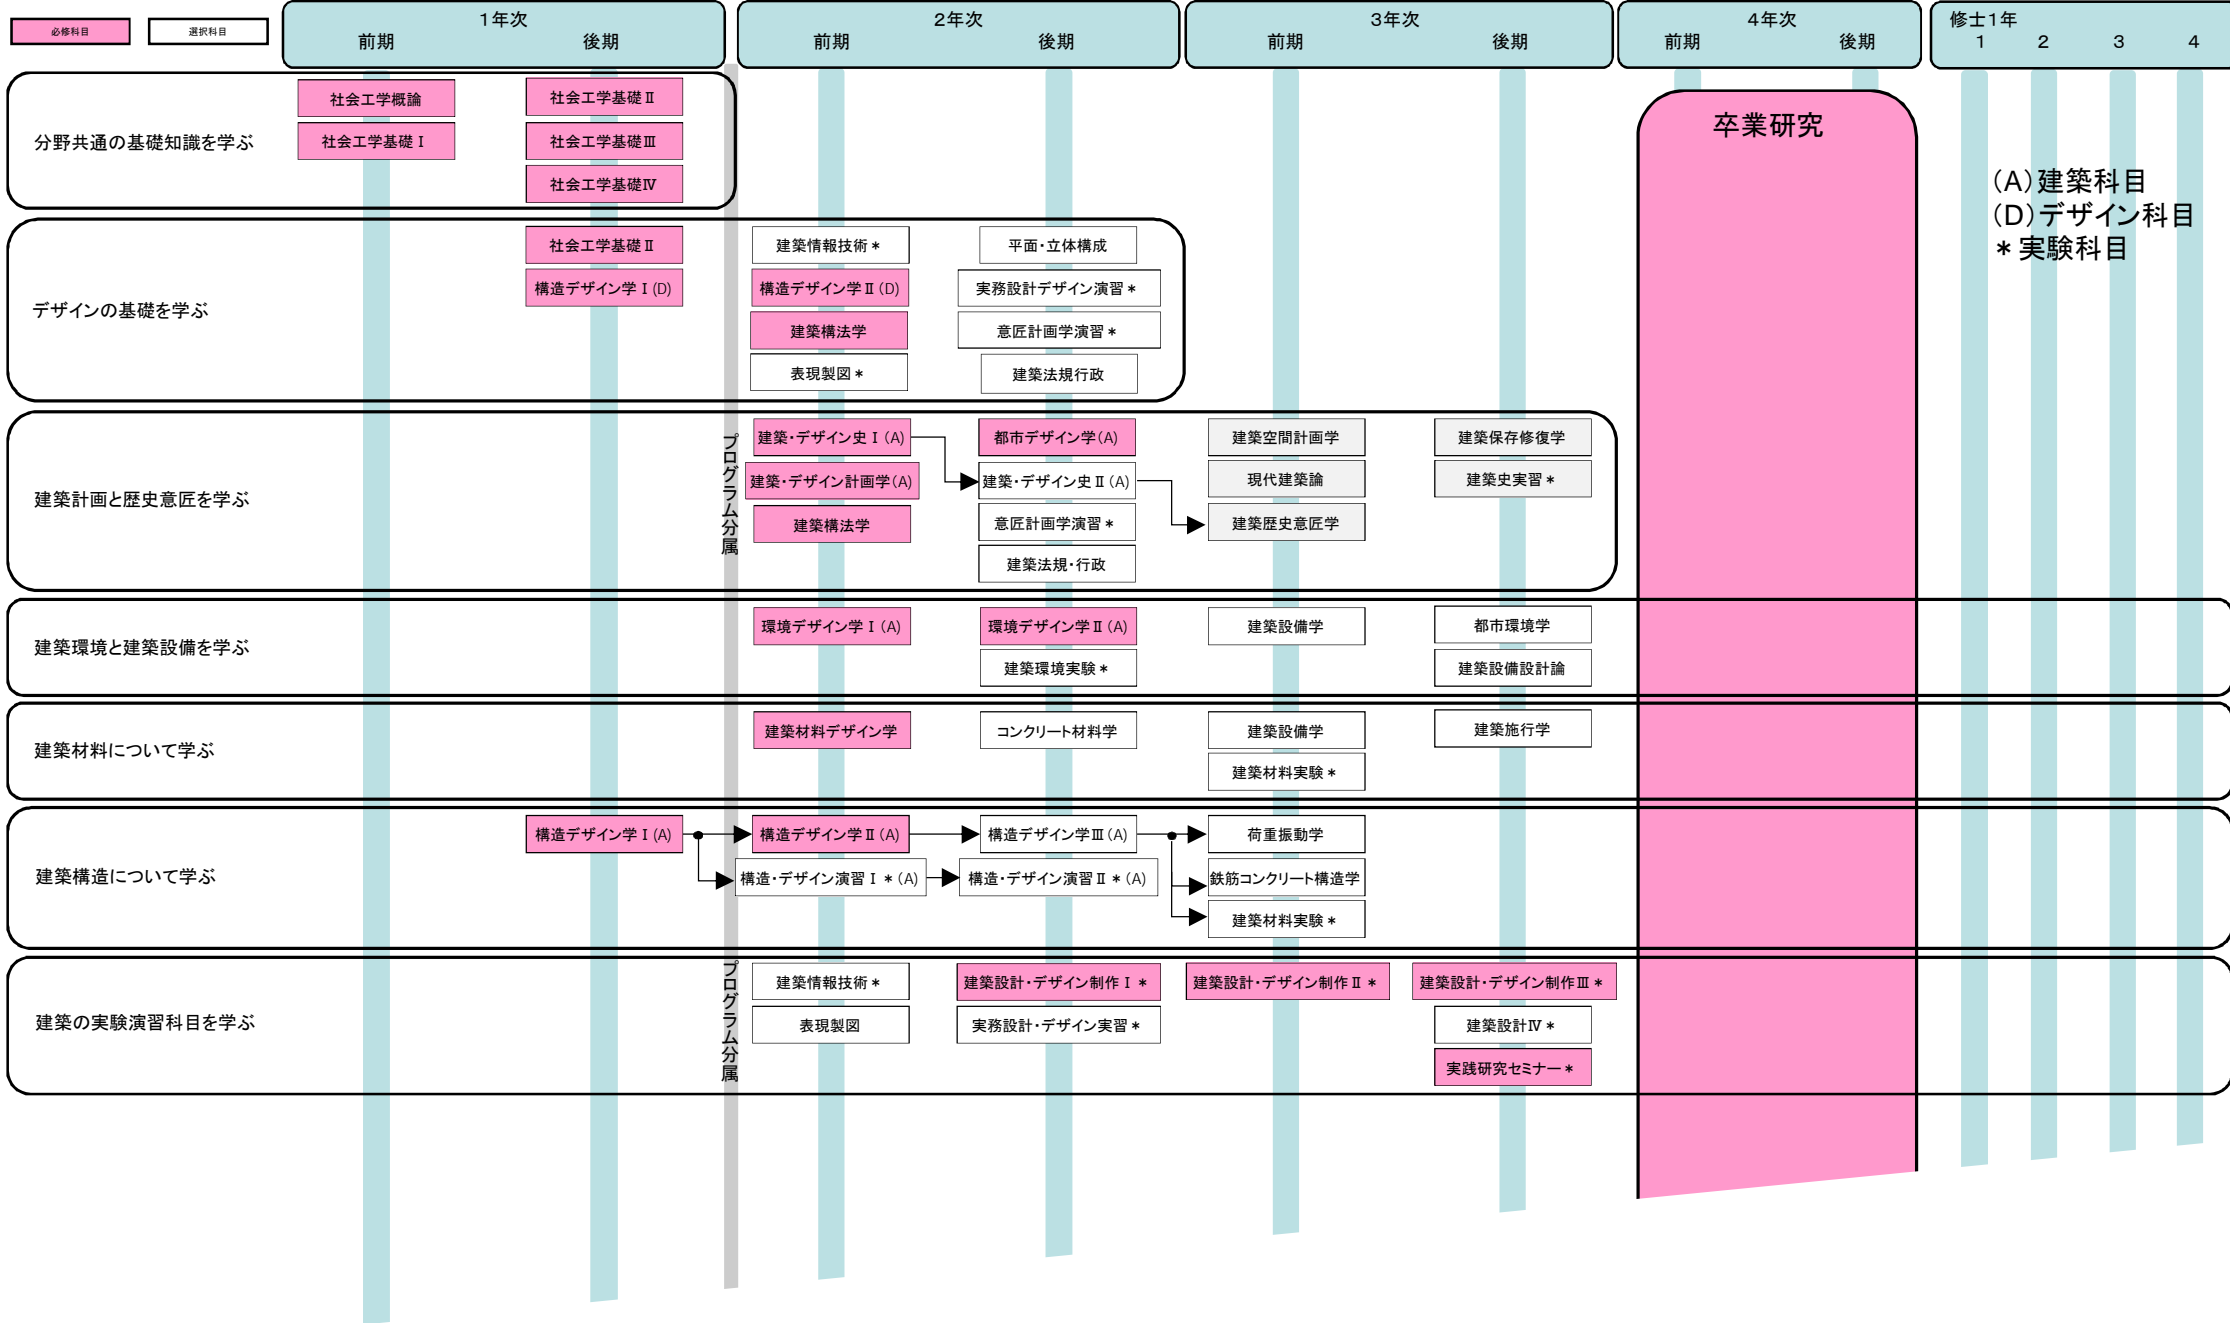 必修科目
選択科目
1年次
前期
後期
2年次
前期
後期
3年次
前期
後期
4年次
前期
後期
修士1年
1
2
3
4
分野共通の基礎知識を学ぶ
社会工学概論
社会工学基礎Ⅰ
社会工学基礎Ⅱ
社会工学基礎Ⅲ
社会工学基礎Ⅳ
卒業研究
(A)建築科目
(D)デザイン科目
＊実験科目
デザインの基礎を学ぶ
社会工学基礎Ⅱ
構造デザイン学Ⅰ(D)
建築情報技術＊
構造デザイン学Ⅱ(D)
建築構法学
表現製図＊
平面・立体構成
実務設計デザイン演習＊
意匠計画学演習＊
建築法規行政
建築計画と歴史意匠を学ぶ
プログラム分属
建築・デザイン史Ⅰ(A)
建築・デザイン計画学(A)
建築構法学
都市デザイン学(A)
建築・デザイン史Ⅱ(A)
意匠計画学演習＊
建築法規・行政
建築空間計画学
現代建築論
建築歴史意匠学
建築保存修復学
建築史実習＊
建築環境と建築設備を学ぶ
環境デザイン学Ⅰ(A)
環境デザイン学Ⅱ(A)
建築環境実験＊
建築設備学
都市環境学
建築設備設計論
建築材料について学ぶ
建築材料デザイン学
コンクリート材料学
建築設備学
建築材料実験＊
建築施行学
建築構造について学ぶ
構造デザイン学Ⅰ(A)
構造デザイン学Ⅱ(A)
構造・デザイン演習Ⅰ＊(A)
構造デザイン学Ⅲ(A)
構造・デザイン演習Ⅱ＊(A)
荷重振動学
鉄筋コンクリート構造学
建築材料実験＊
建築の実験演習科目を学ぶ
プログラム分属
建築情報技術＊
表現製図
建築設計・デザイン制作Ⅰ＊
実務設計・デザイン実習＊
建築設計・デザイン制作Ⅱ＊
建築設計・デザイン制作Ⅲ＊
建築設計Ⅳ＊
実践研究セミナー＊